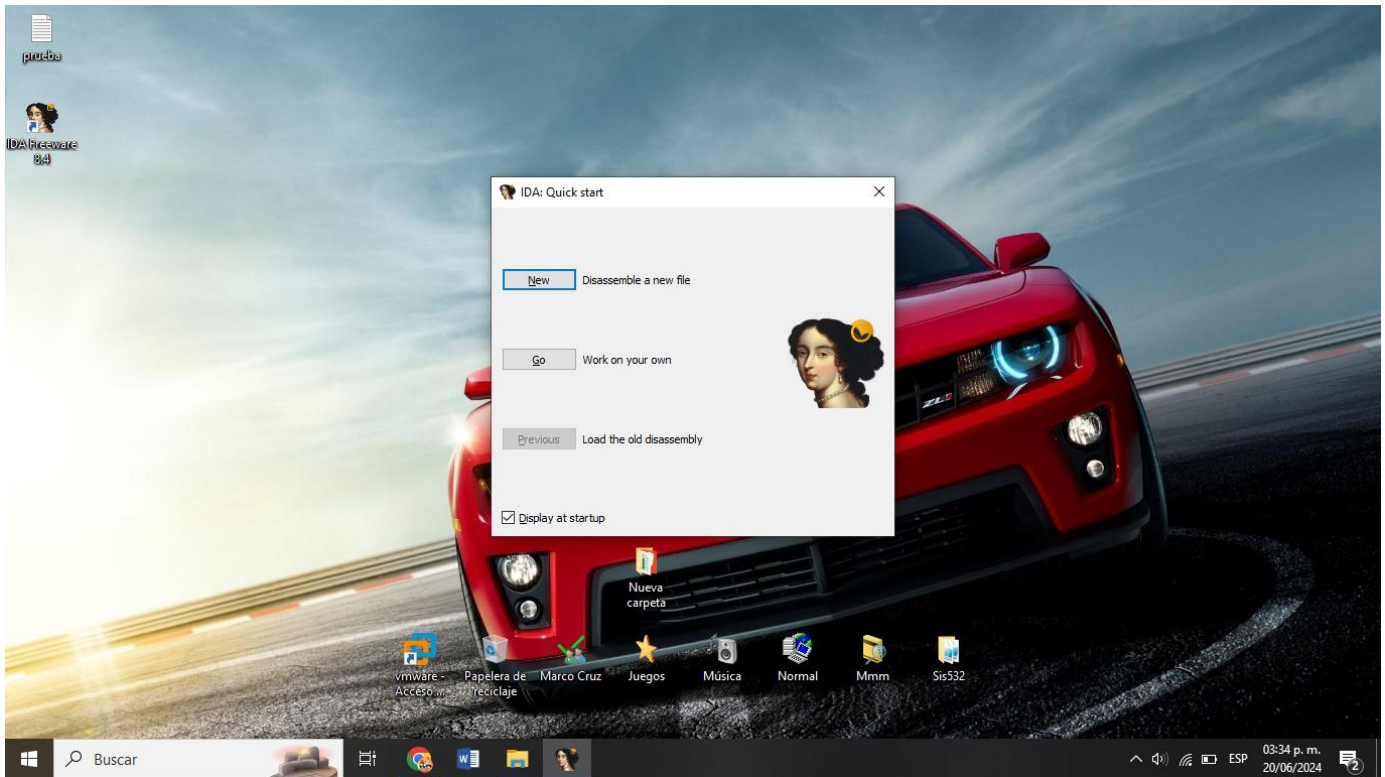 prueba
IDA Freeware
8.4
IDA: Quick start
New Disassemble a new file
Go Work on your own
Previous Load the old disassembly
Display at startup
ZL1
Nueva
carpeta
vmware -
Acceso ...
Papelera de
reciclaje
Marco Cruz
Juegos
Música
Normal
Mmm
Sis532
Buscar
ESP
03:34 p. m.
20/06/2024
2